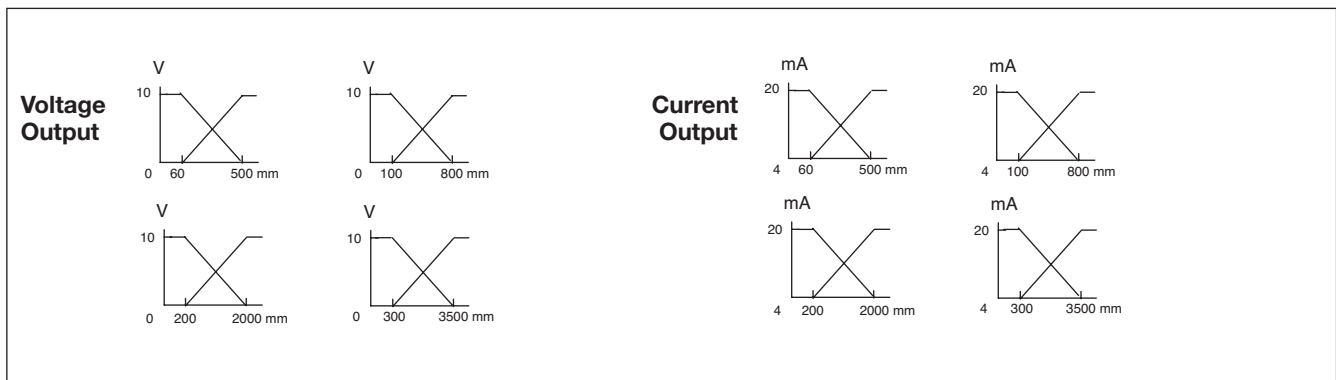 Voltage
Output
V
10
0 60 500 mm
V
10
0 100 800 mm
V
10
0 200 2000 mm
V
10
0 300 3500 mm
Current
Output
mA
20
4 60 500 mm
mA
20
4 100 800 mm
mA
20
4 200 2000 mm
mA
20
4 300 3500 mm